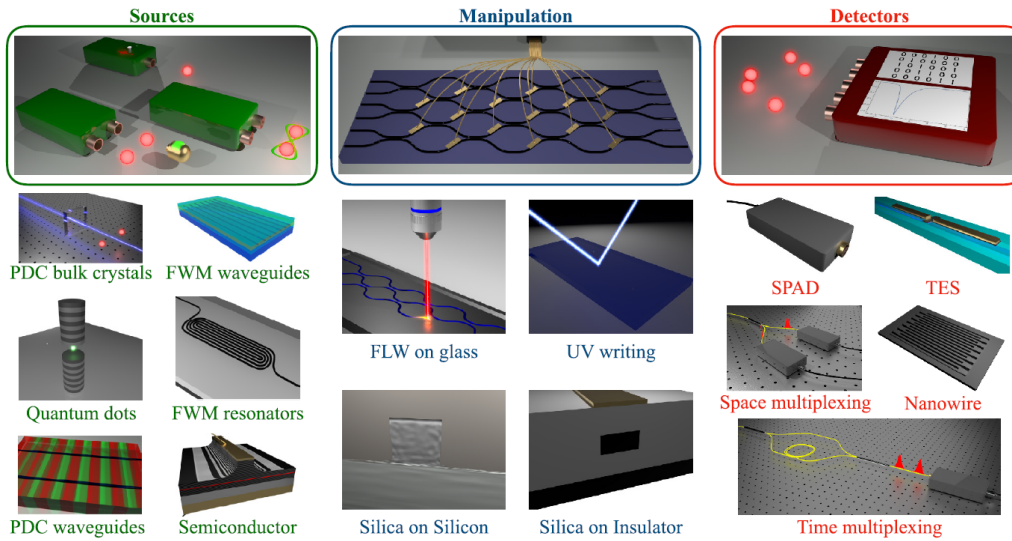 Sources
Manipulation
Detectors
PDC bulk crystals
FWM waveguides
FLW on glass
UV writing
SPAD
TES
Quantum dots
FWM resonators
Space multiplexing
Nanowire
PDC waveguides
Semiconductor
Silica on Silicon
Silica on Insulator
Time multiplexing